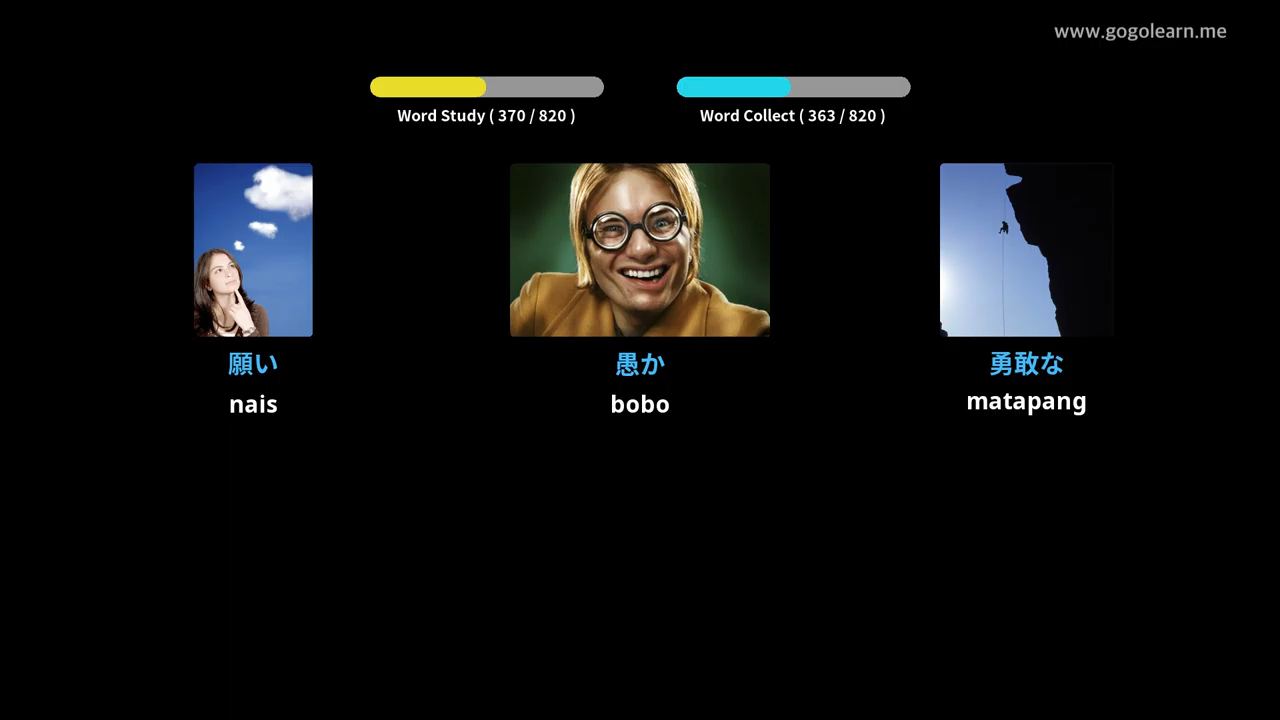 www.gogolearn.me
Word Study ( 370 / 820 )
Word Collect ( 363 / 820 )
願い
愚か
勇敢な
nais
bobo
matapang